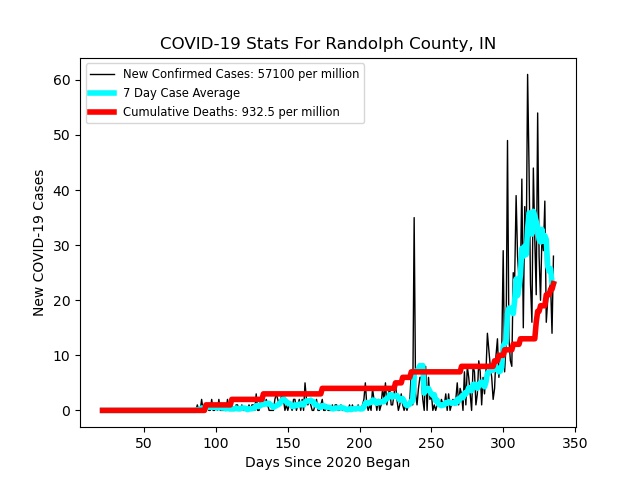 COVID-19 Stats For Randolph County, IN
New Confirmed Cases: 57100 per million
7 Day Case Average
Cumulative Deaths: 932.5 per million
New COVID-19 Cases
60
50
40
30
20
10
0
50 100 150 200 250 300 350
Days Since 2020 Began